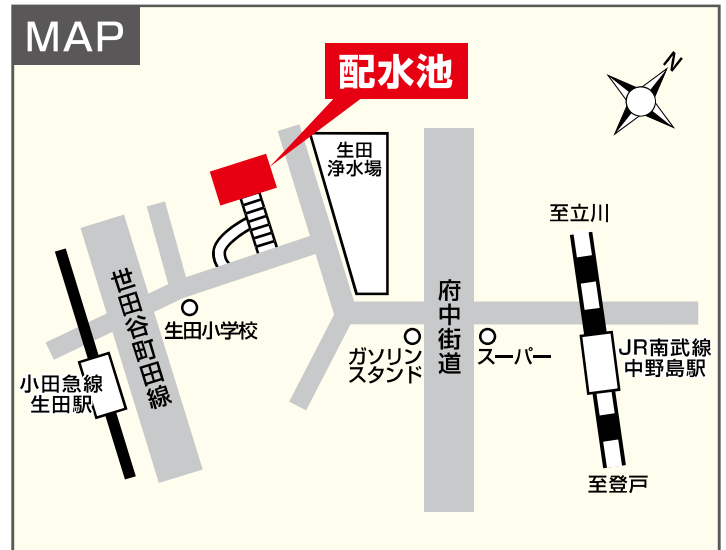 MAP
配水池
N
生田
浄水場
至立川
世田谷町田線
府中街道
生田小学校
ガソリン
スタンド
スーパー
JR南武線
中野島駅
小田急線
生田駅
至登戸